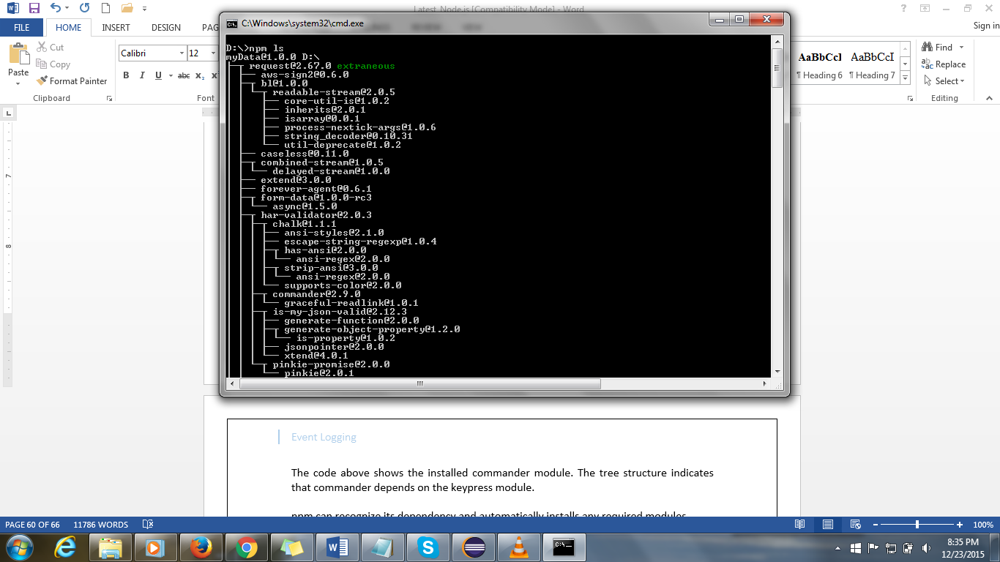 Latest Node.js [Compatibility Mode] - Word
Sign in
FILE HOME INSERT DESIGN PAG
Cut
Copy
Format Painter
Paste
Clipboard
Calibri 12
B I U abc x₂ x
Font
AaBbCcI AaBbCcI
¶ Heading 6 ¶ Heading 7
Find
Replace
Select
Editing
C:\Windows\system32\cmd.exe
D:\>npm ls
myData@1.0.0 D:\
├─┬ request@2.67.0 extraneous
│ ├── aws-sign2@0.6.0
│ ├─┬ bl@1.0.0
│ │ └─┬ readable-stream@2.0.5
│ │   ├── core-util-is@1.0.2
│ │   ├── inherits@2.0.1
│ │   ├── isarray@0.0.1
│ │   ├── process-nextick-args@1.0.6
│ │   ├── string_decoder@0.10.31
│ │   └── util-deprecate@1.0.2
│ ├── caseless@0.11.0
│ ├─┬ combined-stream@1.0.5
│ │ └── delayed-stream@1.0.0
│ ├── extend@3.0.0
│ ├── forever-agent@0.6.1
│ ├─┬ form-data@1.0.0-rc3
│ │ └── async@1.5.0
│ ├─┬ har-validator@2.0.3
│ │ ├─┬ chalk@1.1.1
│ │ │ ├── ansi-styles@2.1.0
│ │ │ ├── escape-string-regexp@1.0.4
│ │ │ ├─┬ has-ansi@2.0.0
│ │ │ │ └── ansi-regex@2.0.0
│ │ │ ├─┬ strip-ansi@3.0.0
│ │ │ │ └── ansi-regex@2.0.0
│ │ │ └── supports-color@2.0.0
│ │ ├─┬ commander@2.9.0
│ │ │ └── graceful-readlink@1.0.1
│ │ ├─┬ is-my-json-valid@2.12.3
│ │ │ ├── generate-function@2.0.0
│ │ │ ├─┬ generate-object-property@1.2.0
│ │ │ │ └── is-property@1.0.2
│ │ │ ├── jsonpointer@2.0.0
│ │ │ └── xtend@4.0.1
│ │ └─┬ pinkie-promise@2.0.0
│ │   └── pinkie@2.0.1
7
8
Event Logging
The code above shows the installed commander module. The tree structure indicates
that commander depends on the keypress module.
npm can recognize its dependency and automatically installs any required modules
PAGE 60 OF 66 11786 WORDS 100%
8:35 PM
12/23/2015